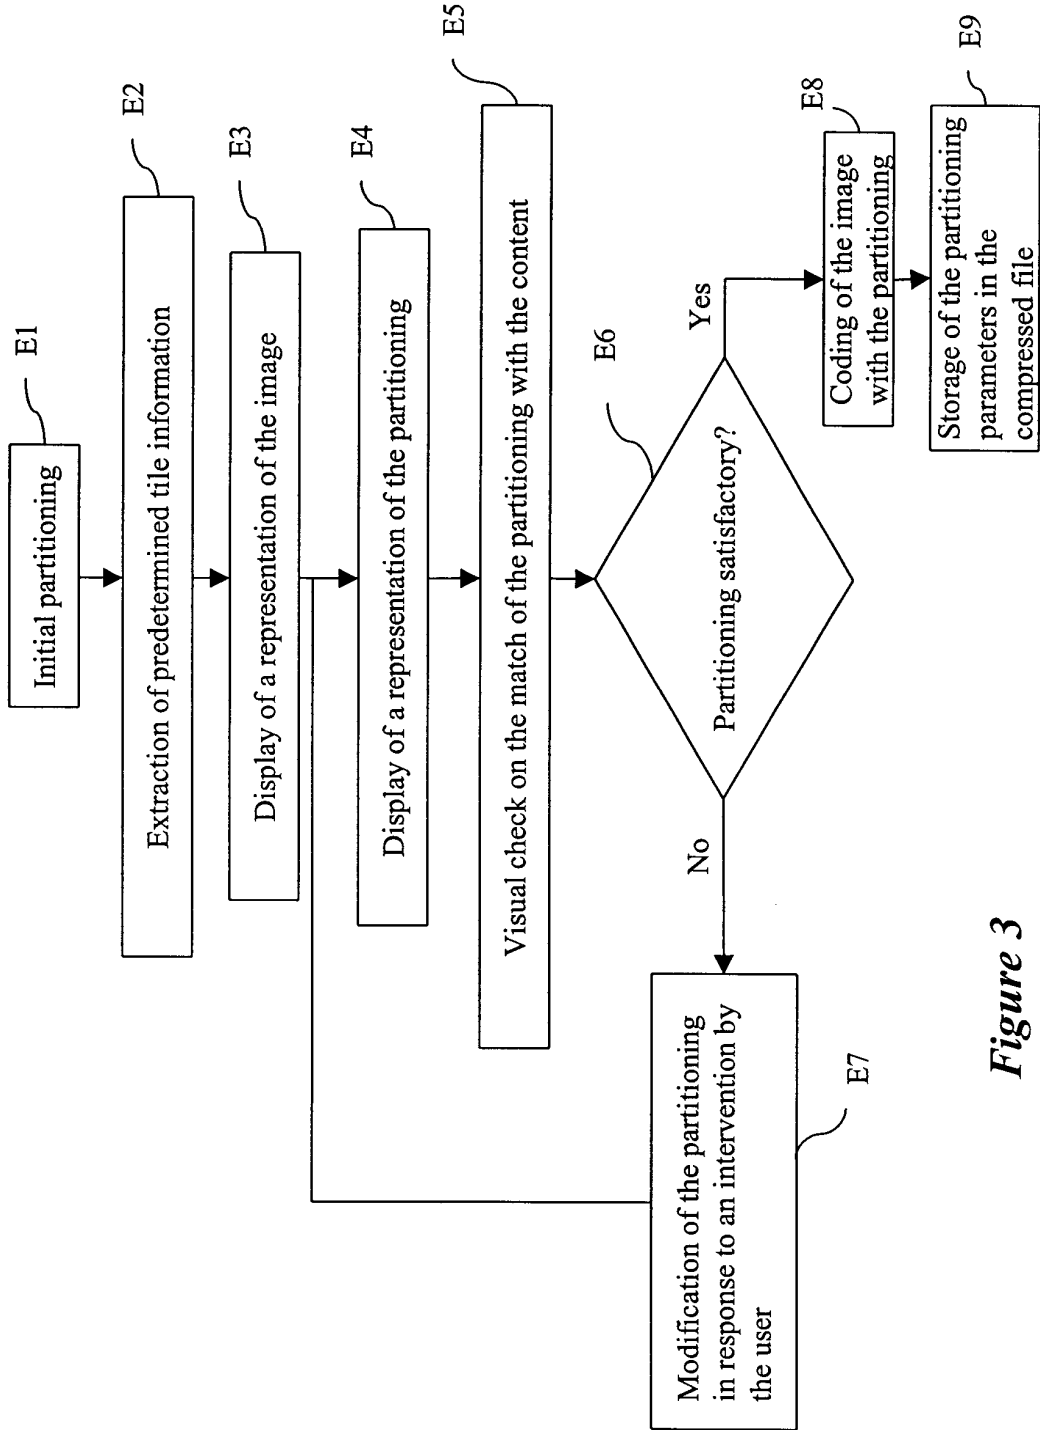 E1
Initial partitioning
E2
Extraction of predetermined tile information
E3
Display of a representation of the image
E4
Display of a representation of the partitioning
E5
Visual check on the match of the partitioning with the content
E6
Partitioning satisfactory?
No
Yes
Modification of the partitioning
in response to an intervention by
the user
E7
E8
Coding of the image
with the partitioning
E9
Storage of the partitioning
parameters in the
compressed file
Figure 3